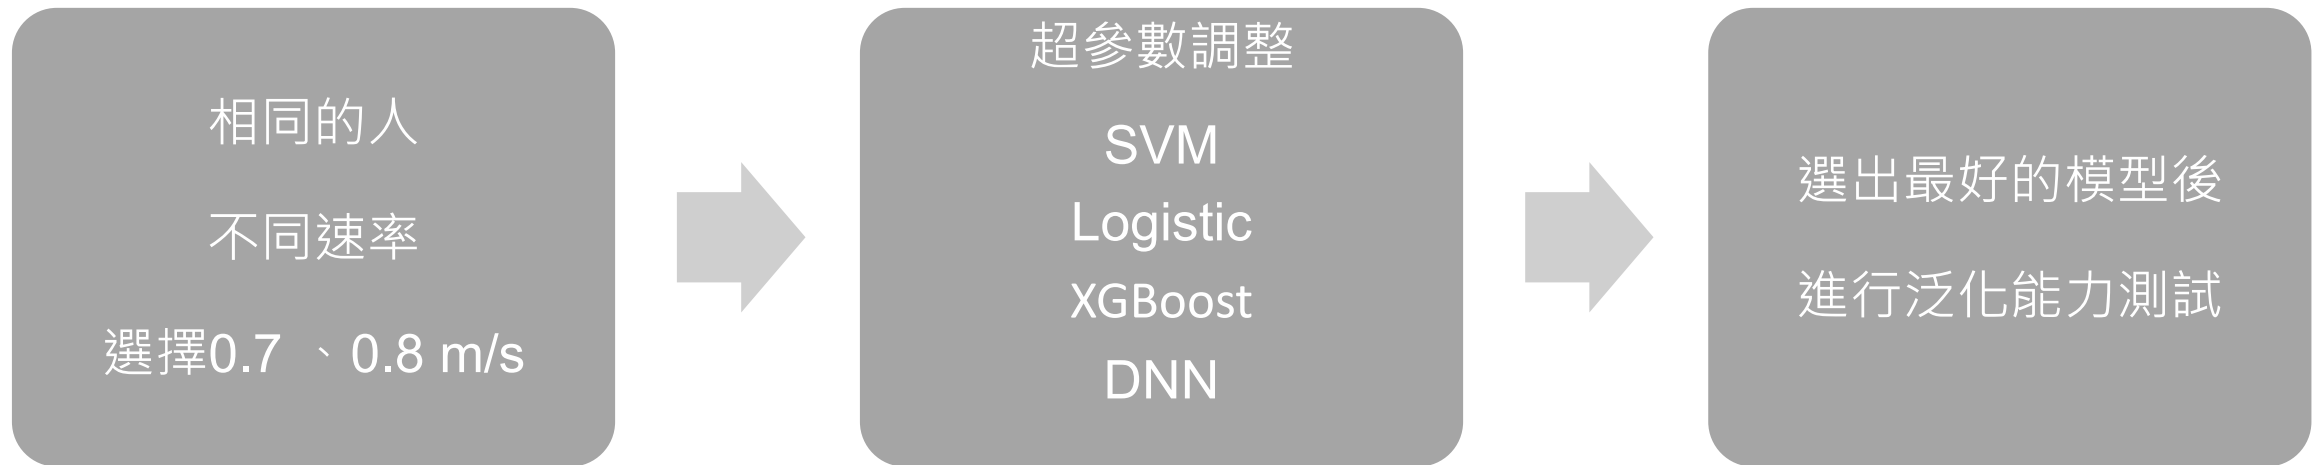 相同的人
不同速率
選擇0.7 、0.8 m/s
超參數調整
SVM
Logistic
XGBoost
DNN
選出最好的模型後
進行泛化能力測試